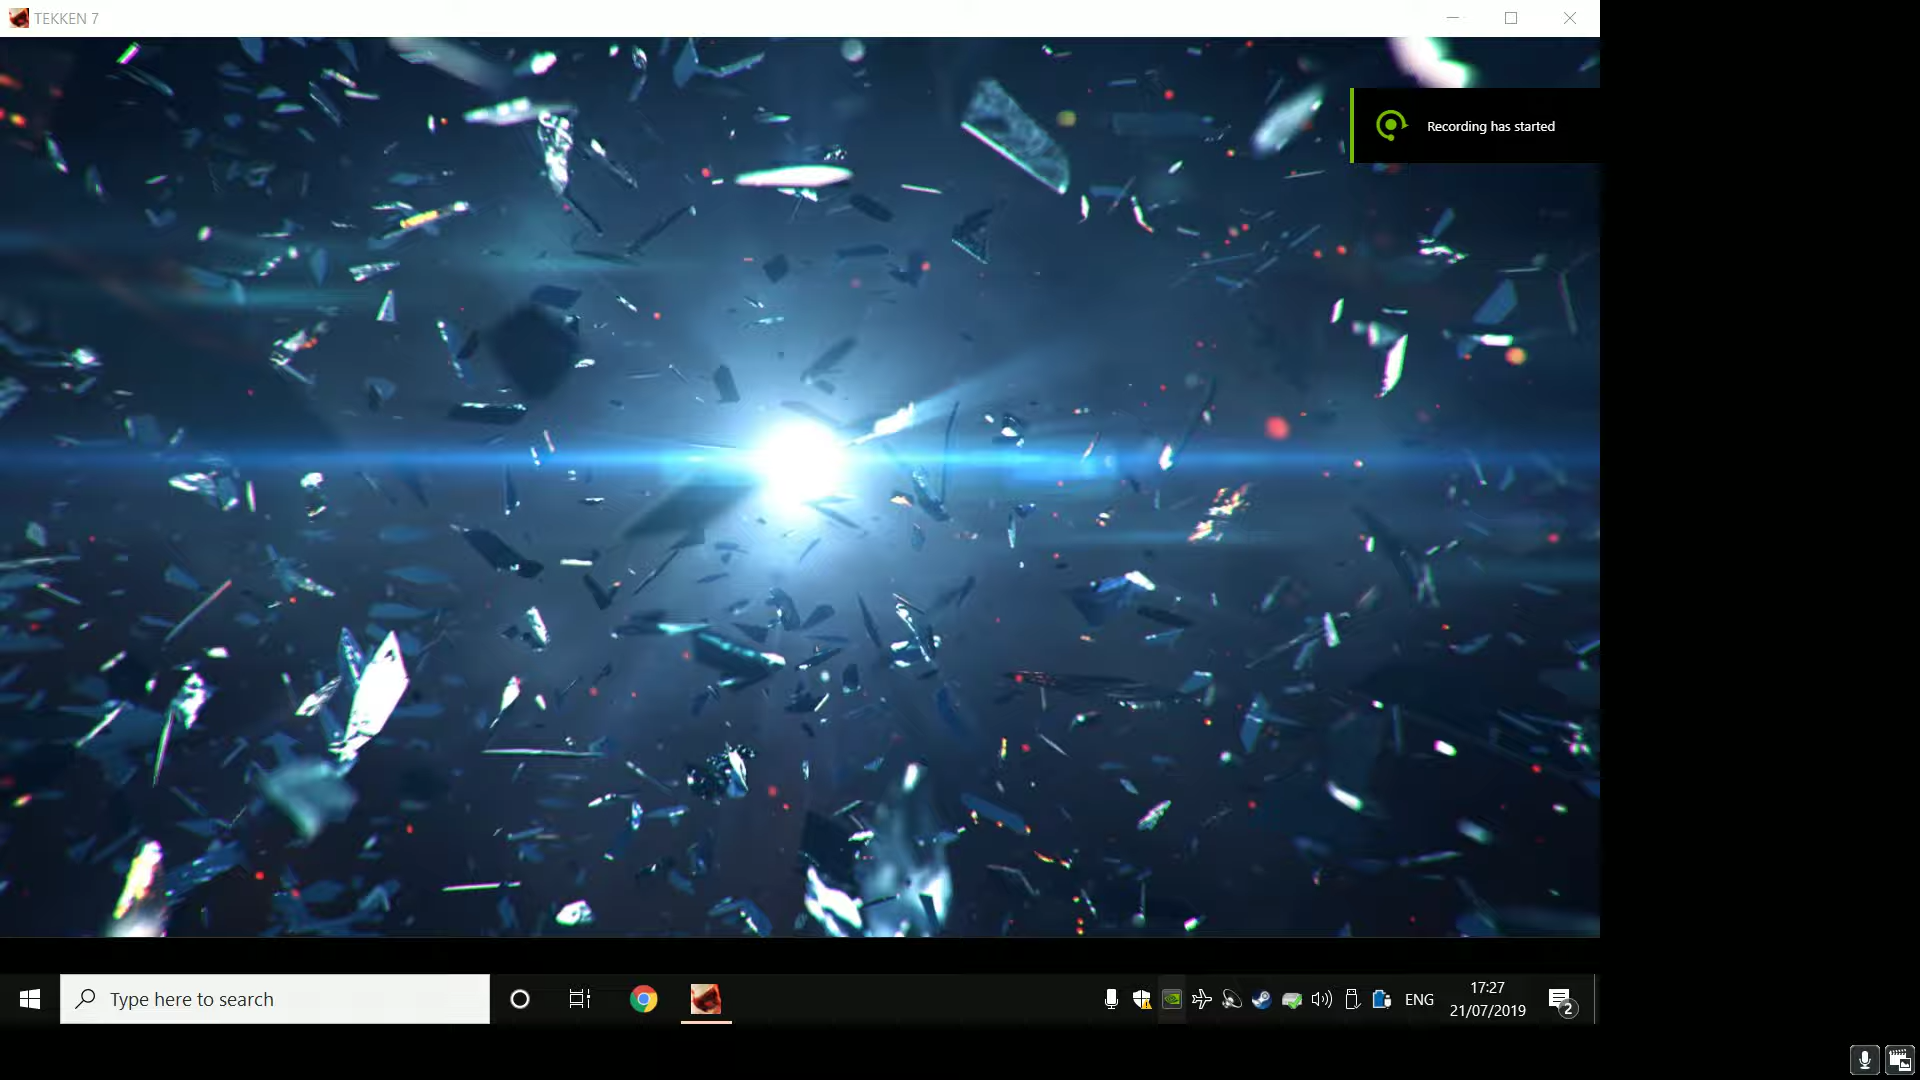 TEKKEN 7
Recording has started
Type here to search
ENG
17:27
21/07/2019
2